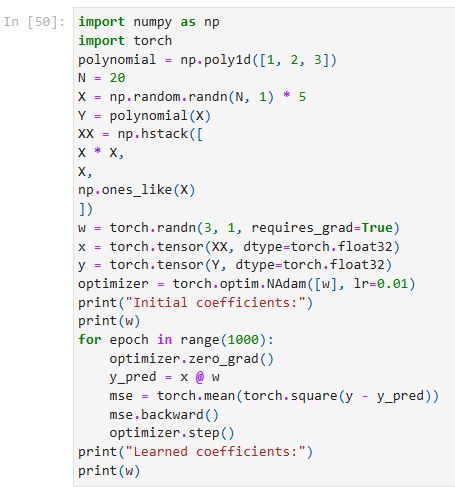 In [50]: import numpy as np
import torch
polynomial = np.poly1d([1, 2, 3])
N = 20
X = np.random.randn(N, 1) * 5
Y = polynomial(X)
XX = np.hstack([
X * X,
X,
np.ones_like(X)
])
w = torch.randn(3, 1, requires_grad=True)
x = torch.tensor(XX, dtype=torch.float32)
y = torch.tensor(Y, dtype=torch.float32)
optimizer = torch.optim.NAdam([w], lr=0.01)
print("Initial coefficients:")
print(w)
for epoch in range(1000):
    optimizer.zero_grad()
    y_pred = x @ w
    mse = torch.mean(torch.square(y - y_pred))
    mse.backward()
    optimizer.step()
print("Learned coefficients:")
print(w)